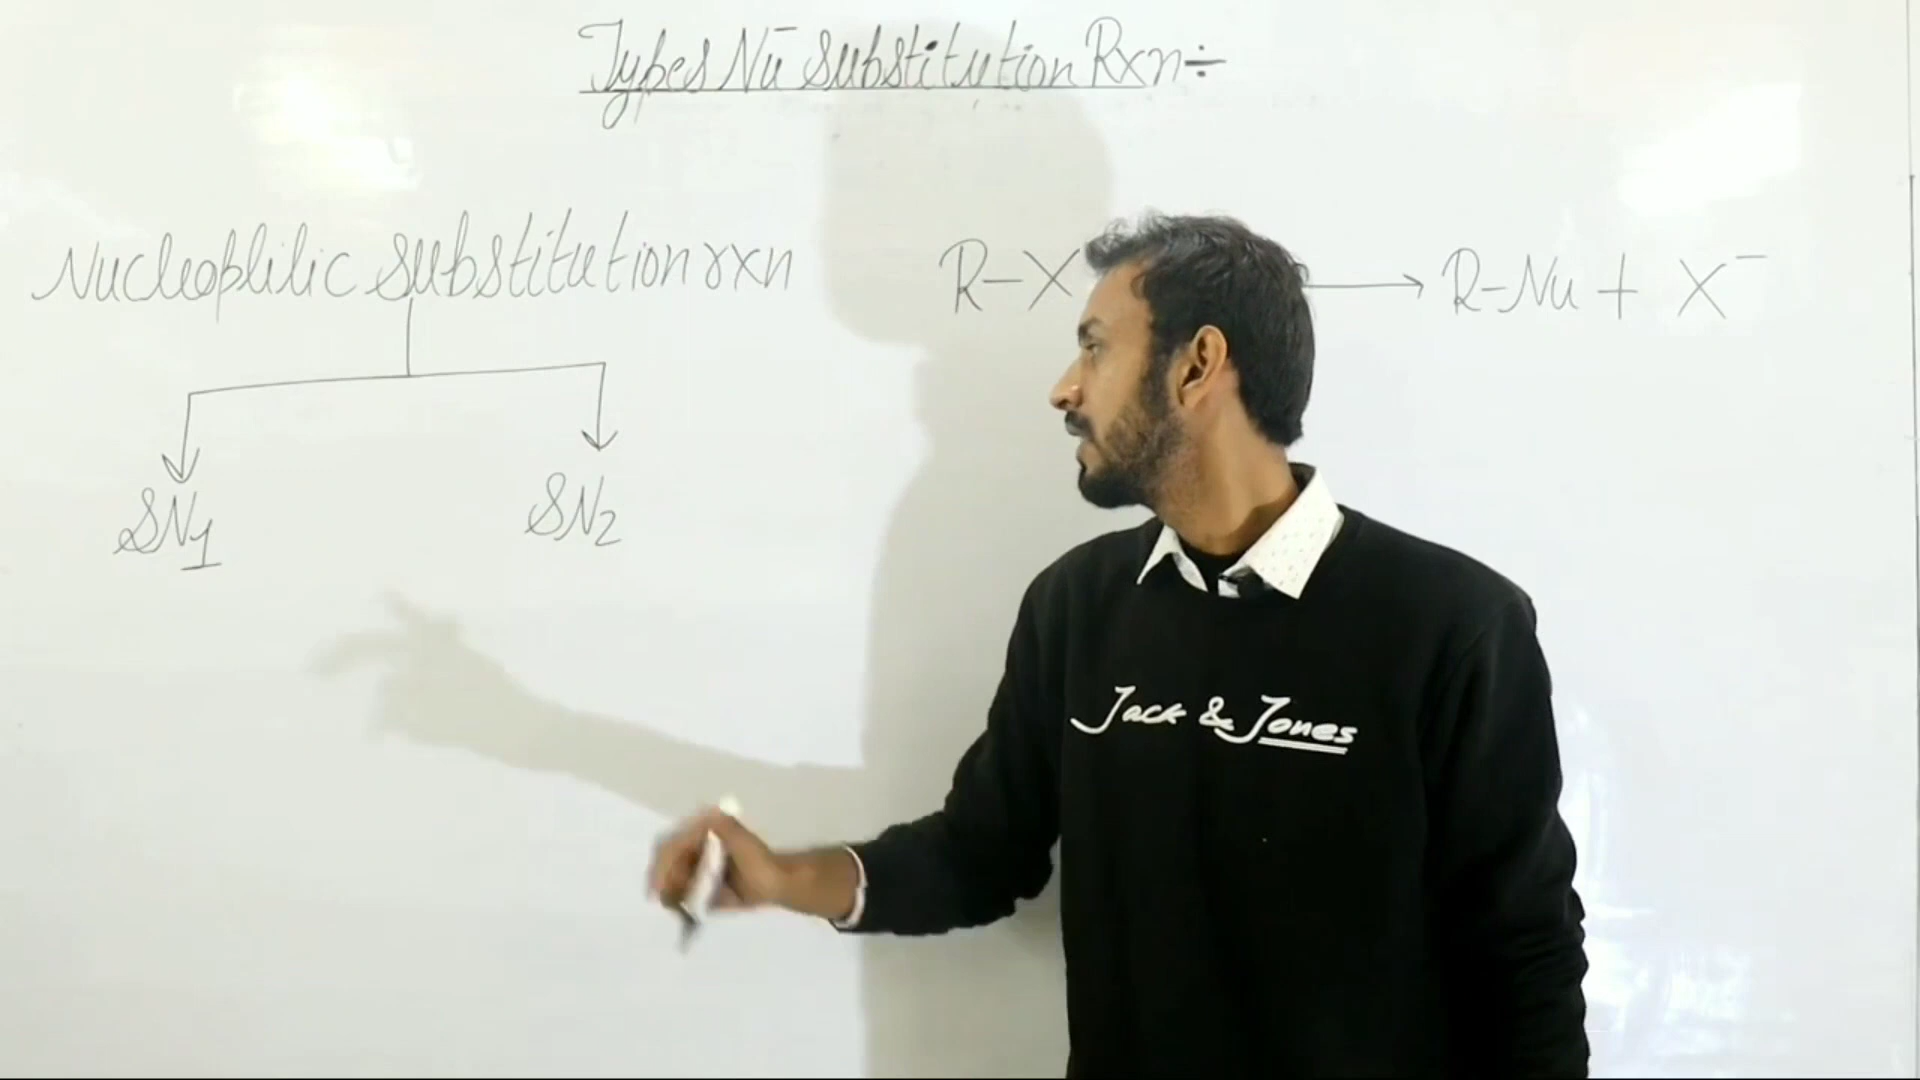 Types Nu⁻ Substitution Rxn÷
Nucleophilic substitution rxn
R-X → R-Nu + X⁻
SN1 SN2
Jack & Jones